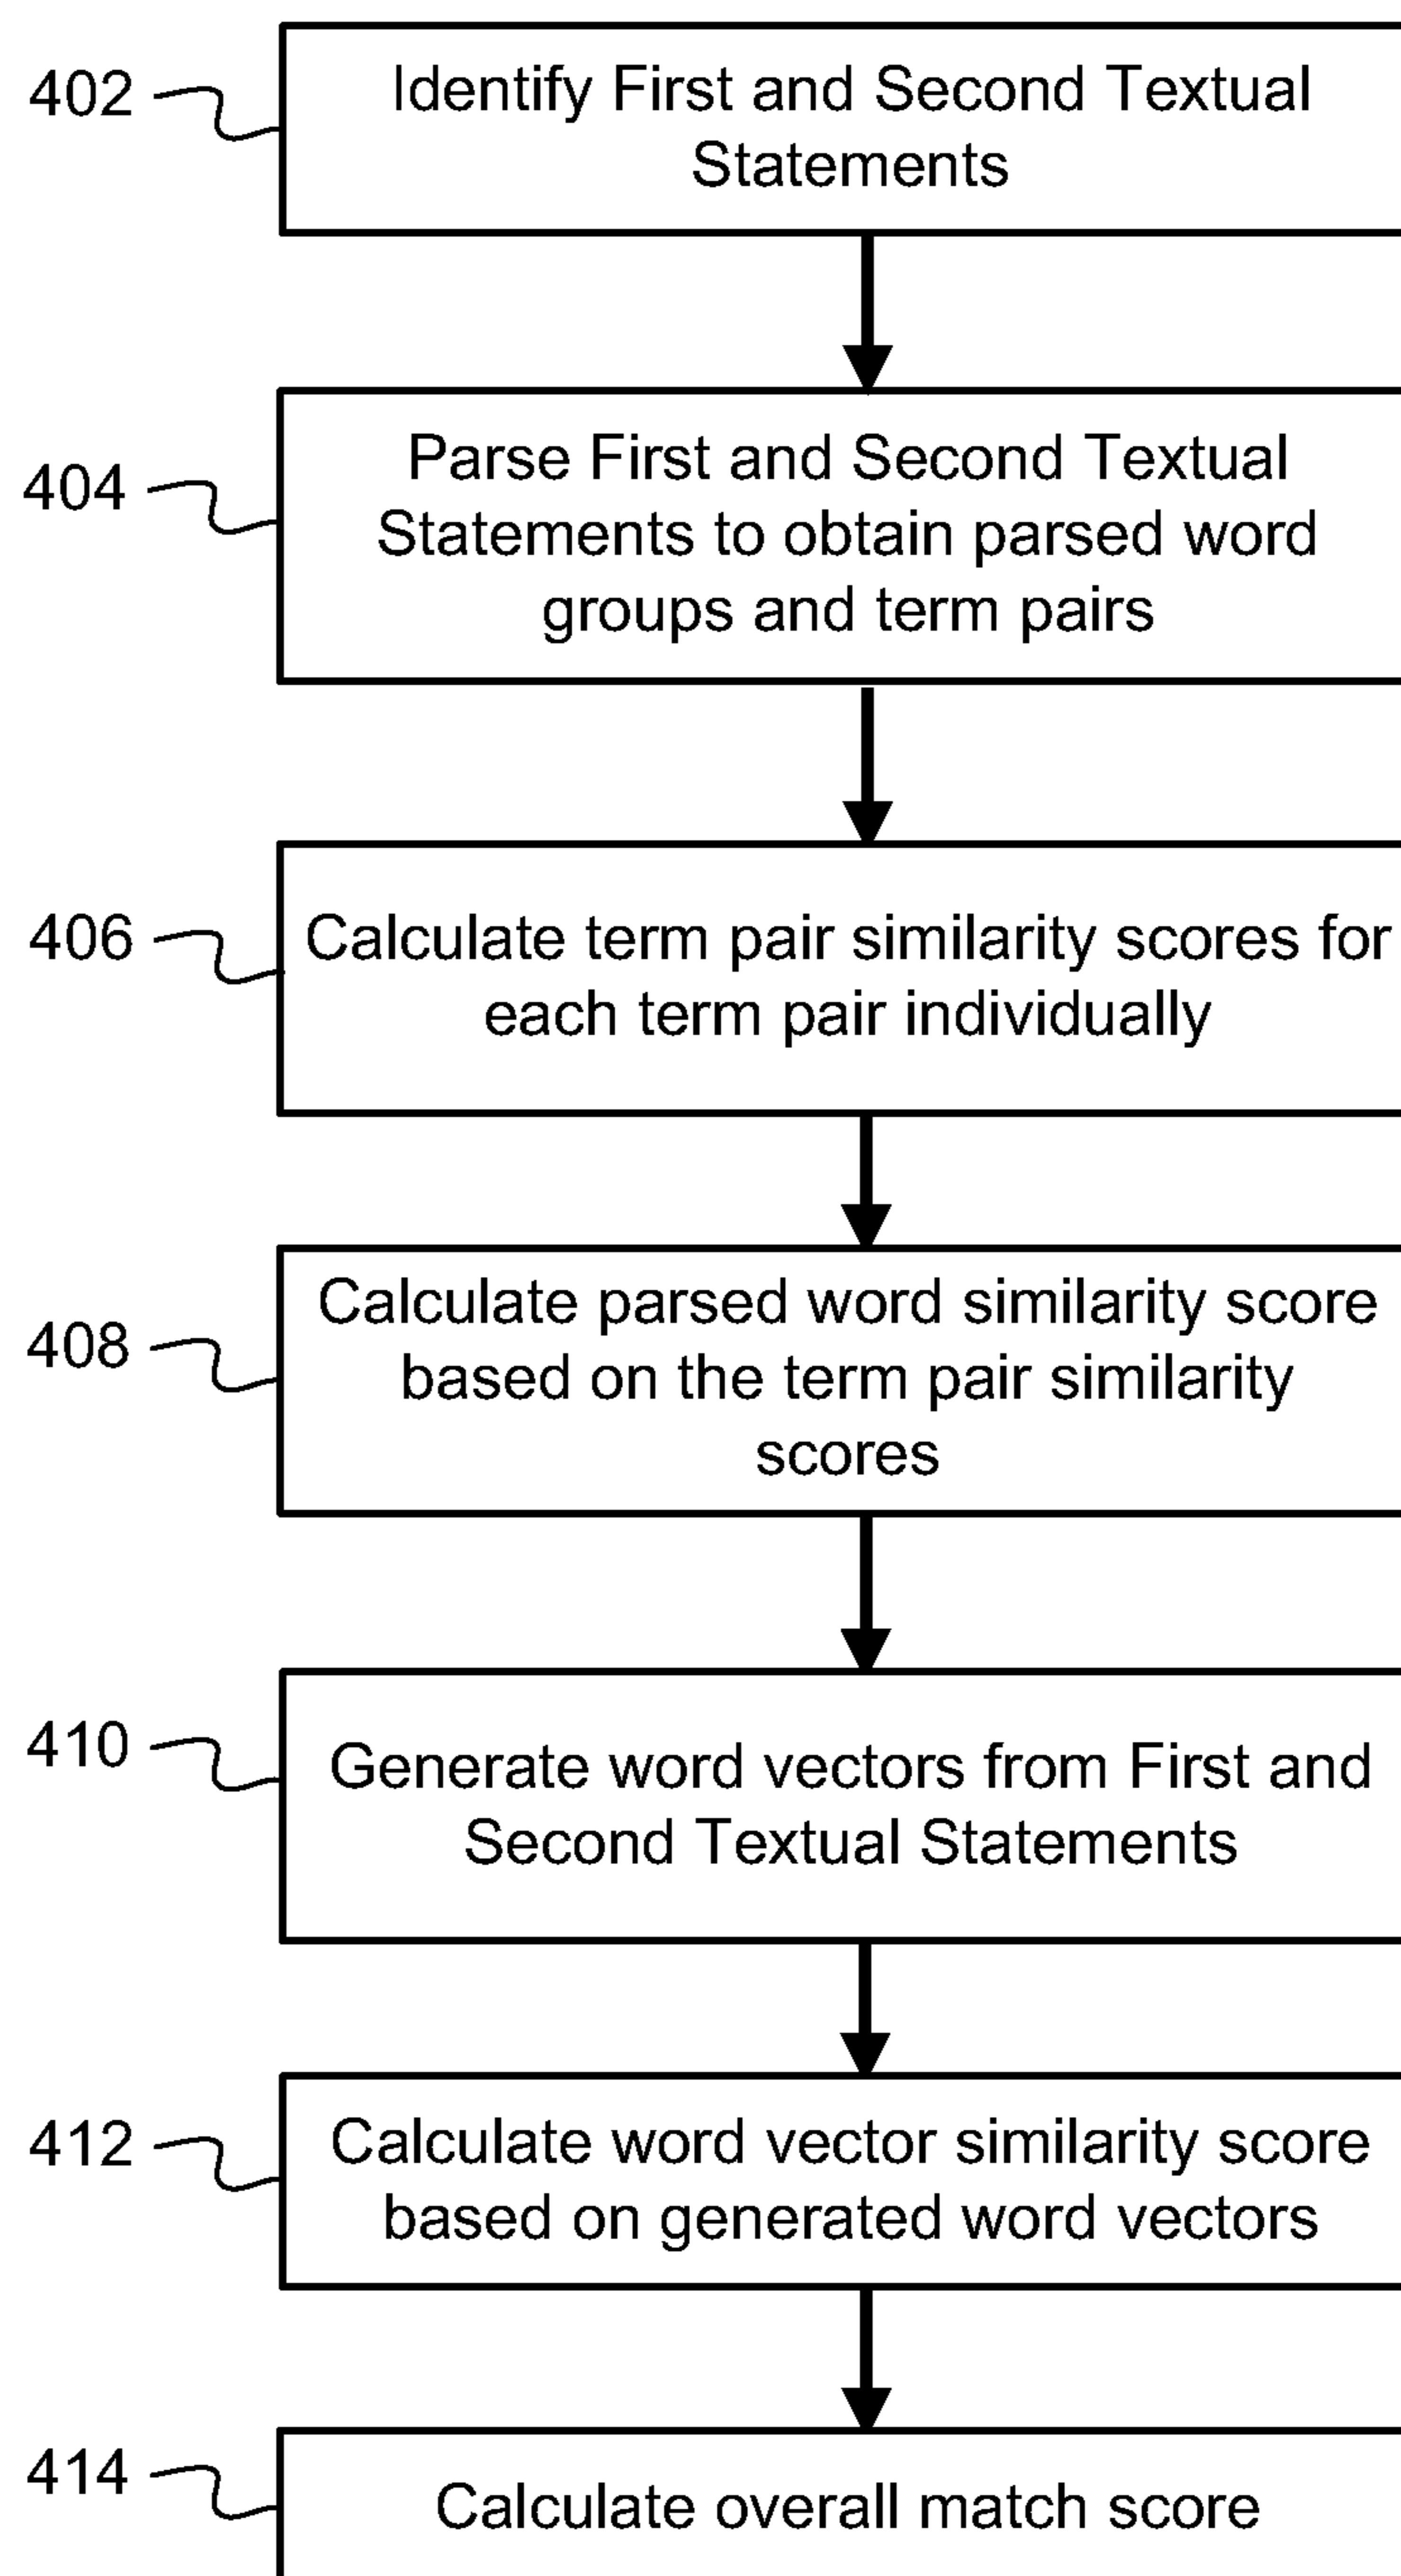 402
Identify First and Second Textual
Statements
404
Parse First and Second Textual
Statements to obtain parsed word
groups and term pairs
406
Calculate term pair similarity scores for
each term pair individually
408
Calculate parsed word similarity score
based on the term pair similarity
scores
410
Generate word vectors from First and
Second Textual Statements
412
Calculate word vector similarity score
based on generated word vectors
414
Calculate overall match score